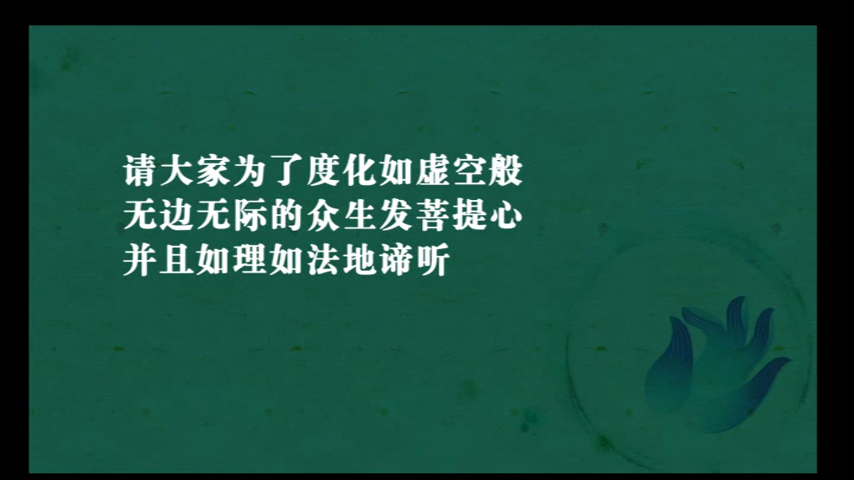 请大家为了度化如虚空般
无边无际的众生发菩提心
并且如理如法地谛听